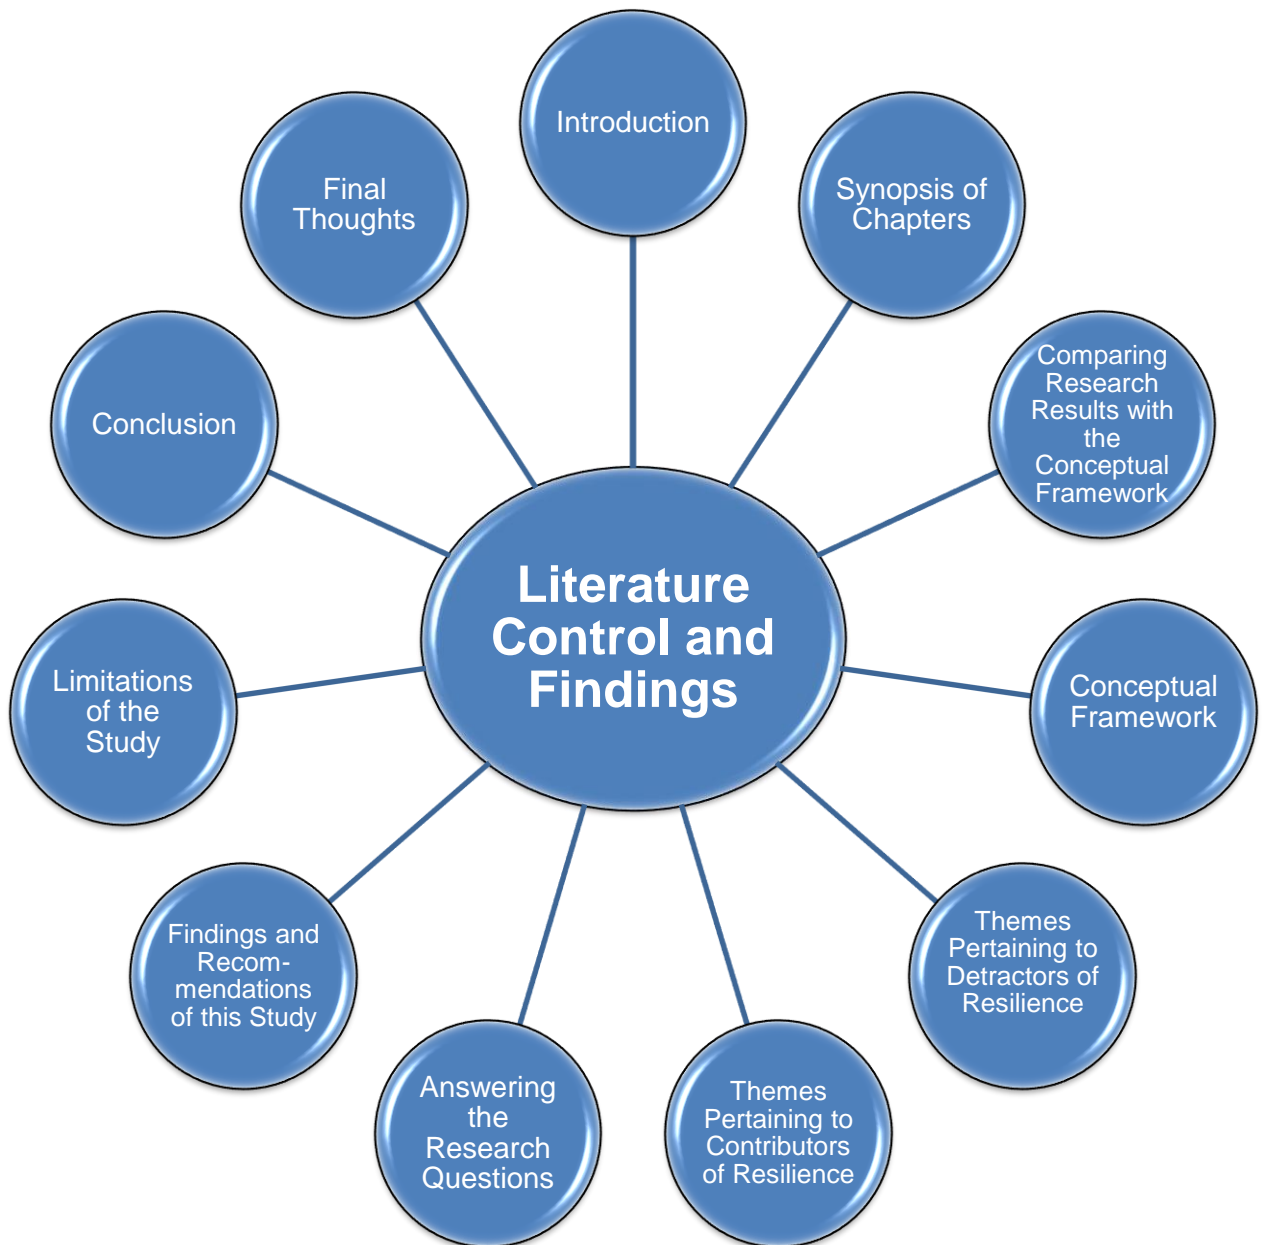 Introduction
Synopsis of
Chapters
Comparing
Research
Results with
the
Conceptual
Framework
Conceptual
Framework
Themes
Pertaining to
Detractors of
Resilience
Themes
Pertaining to
Contributors
of Resilience
Answering
the
Research
Questions
Findings and
Recom-
mendations
of this Study
Limitations
of the
Study
Conclusion
Final
Thoughts
Literature
Control and
Findings